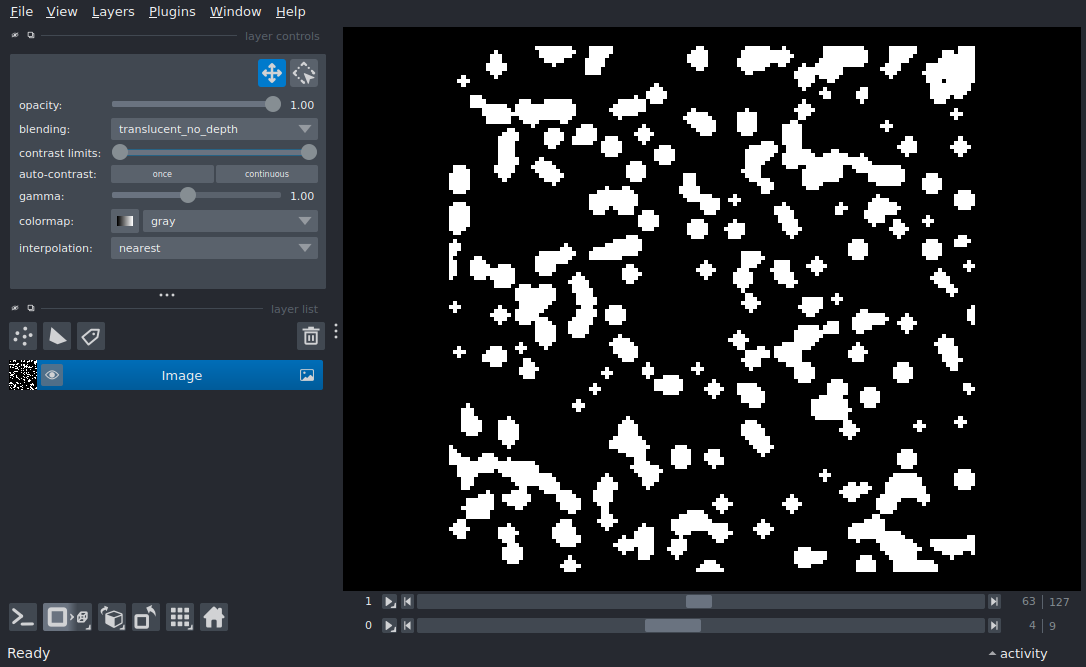 File View Layers Plugins Window Help
layer controls
opacity: 1.00
blending: translucent_no_depth
contrast limits:
auto-contrast: once continuous
gamma: 1.00
colormap: gray
interpolation: nearest
layer list
Image
1 63 127
0 4 9
Ready activity